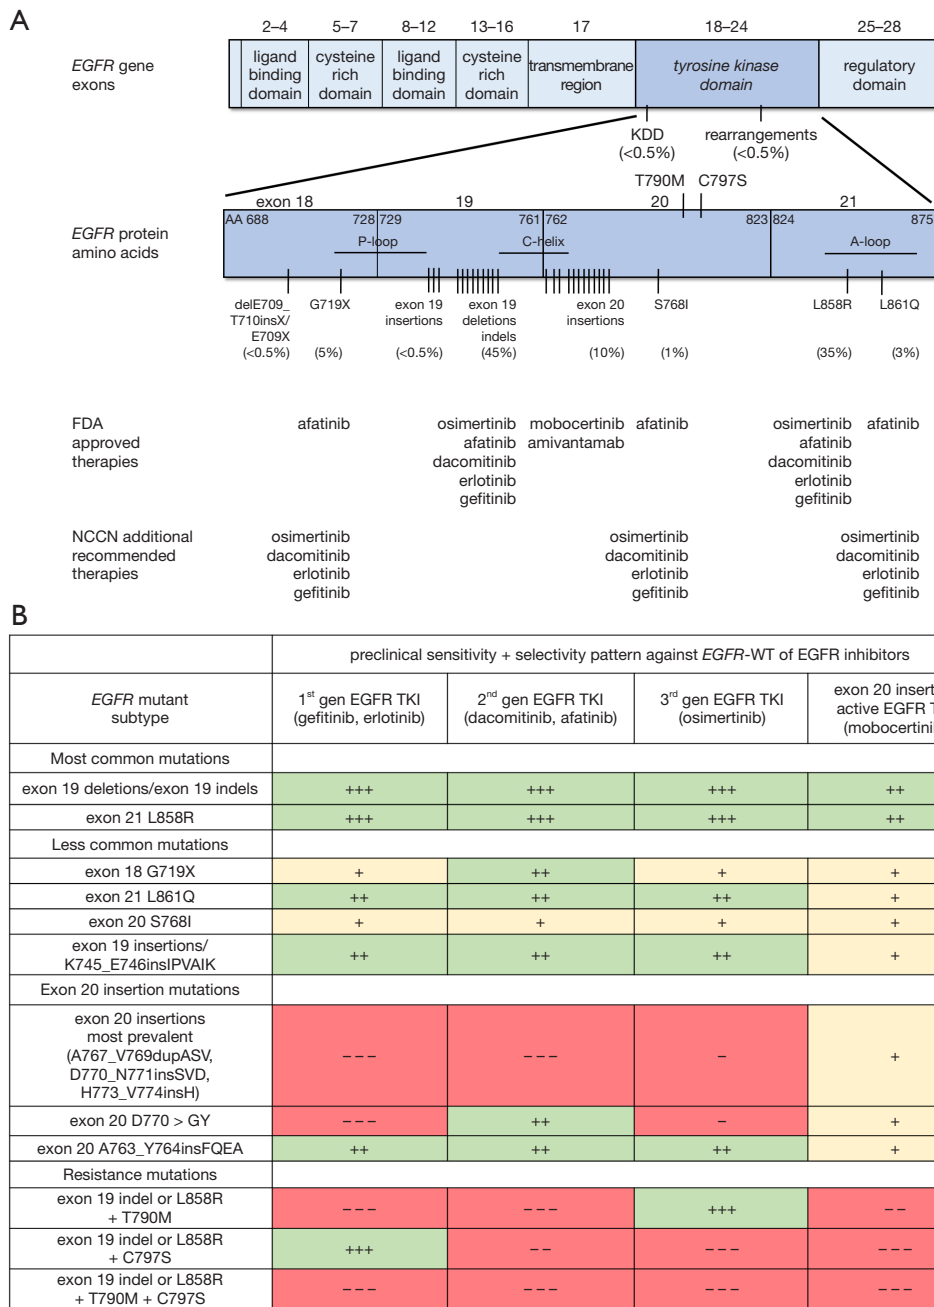 A
2–4 5–7 8–12 13–16 17 18–24 25–28
EGFR gene
exons
ligand
binding
domain
cysteine
rich
domain
ligand
binding
domain
cysteine
rich
domain
transmembrane
region
tyrosine kinase
domain
regulatory
domain
KDD
(<0.5%)
rearrangements
(<0.5%)
T790M C797S
exon 18 19 20 21
EGFR protein
amino acids
AA 688 728 729 761 762 823 824 875
P-loop C-helix A-loop
delE709_
T710insX/
E709X
(<0.5%)
G719X
(5%)
exon 19
insertions
(<0.5%)
exon 19
deletions
indels
(45%)
exon 20
insertions
(10%)
S768I
(1%)
L858R
(35%)
L861Q
(3%)
FDA
approved
therapies
afatinib
osimertinib
afatinib
dacomitinib
erlotinib
gefitinib
mobocertinib
amivantamab
afatinib
osimertinib
afatinib
dacomitinib
erlotinib
gefitinib
afatinib
NCCN additional
recommended
therapies
osimertinib
dacomitinib
erlotinib
gefitinib
osimertinib
dacomitinib
erlotinib
gefitinib
osimertinib
dacomitinib
erlotinib
gefitinib
B
preclinical sensitivity + selectivity pattern against EGFR-WT of EGFR inhibitors
EGFR mutant
subtype
1st gen EGFR TKI
(gefitinib, erlotinib)
2nd gen EGFR TKI
(dacomitinib, afatinib)
3rd gen EGFR TKI
(osimertinib)
exon 20 insert
active EGFR T
(mobocertini
Most common mutations
exon 19 deletions/exon 19 indels +++ +++ +++ ++
exon 21 L858R +++ +++ +++ ++
Less common mutations
exon 18 G719X + ++ + +
exon 21 L861Q ++ ++ ++ +
exon 20 S768I + + + +
exon 19 insertions/
K745_E746insIPVAIK ++ ++ ++ +
Exon 20 insertion mutations
exon 20 insertions
most prevalent
(A767_V769dupASV,
D770_N771insSVD,
H773_V774insH)
––– ––– – +
exon 20 D770 > GY ––– ++ – +
exon 20 A763_Y764insFQEA ++ ++ ++ +
Resistance mutations
exon 19 indel or L858R
+ T790M ––– ––– +++ ––
exon 19 indel or L858R
+ C797S +++ –– ––– –––
exon 19 indel or L858R
+ T790M + C797S ––– ––– ––– –––